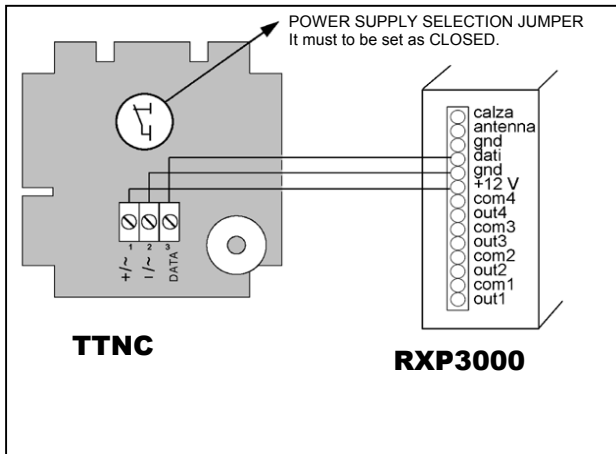 POWER SUPPLY SELECTION JUMPER
It must to be set as CLOSED.
calza
antenna
gnd
dati
gnd
+12 V
com4
out4
com3
out3
com2
out2
com1
out1
1 2 3
+/~
-/~
DATA
TTNC
RXP3000